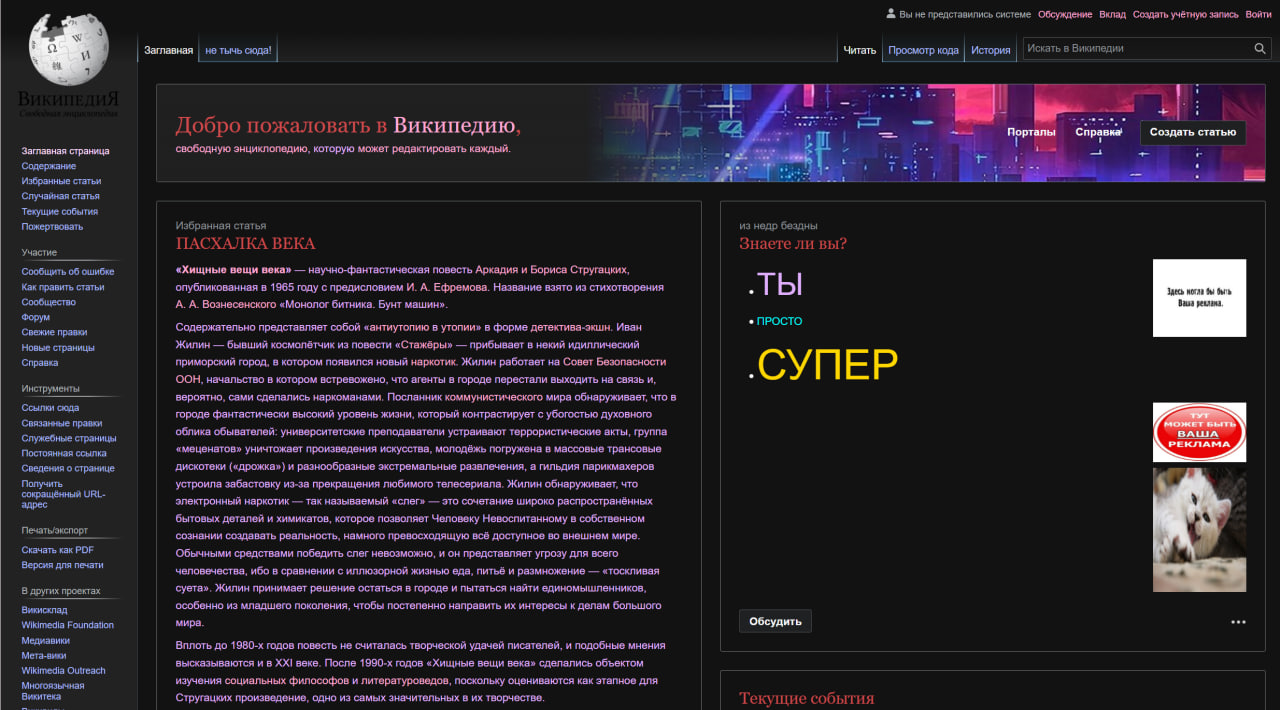 Вы не представились системе Обсуждение Вклад Создать учётную запись Войти
Заглавная не тычь сюда! Читать Просмотр кода История Искать в Википедии
ВикипедиЯ
Свободная энциклопедия
Заглавная страница
Содержание
Избранные статьи
Случайная статья
Текущие события
Пожертвовать
Участие
Сообщить об ошибке
Как править статьи
Сообщество
Форум
Свежие правки
Новые страницы
Справка
Инструменты
Ссылки сюда
Связанные правки
Служебные страницы
Постоянная ссылка
Сведения о странице
Получить
сокращённый URL-
адрес
Печать/экспорт
Скачать как PDF
Версия для печати
В других проектах
Викисклад
Wikimedia Foundation
Медиавики
Мета-вики
Wikimedia Outreach
Многоязычная
Викитека
Добро пожаловать в Википедию,
свободную энциклопедию, которую может редактировать каждый.
Порталы Справка Создать статью
Избранная статья
ПАСХАЛКА ВЕКА
«Хищные вещи века» — научно-фантастическая повесть Аркадия и Бориса Стругацких,
опубликованная в 1965 году с предисловием И. А. Ефремова. Название взято из стихотворения
А. А. Вознесенского «Монолог битника. Бунт машин».
Содержательно представляет собой «антиутопию в утопии» в форме детектива-экшн. Иван
Жилин — бывший космолётчик из повести «Стажёры» — прибывает в некий идиллический
приморский город, в котором появился новый наркотик. Жилин работает на Совет Безопасности
ООН, начальство в котором встревожено, что агенты в городе перестали выходить на связь и,
вероятно, сами сделались наркоманами. Посланник коммунистического мира обнаруживает, что в
городе фантастически высокий уровень жизни, который контрастирует с убогостью духовного
облика обывателей: университетские преподаватели устраивают террористические акты, группа
«меценатов» уничтожает произведения искусства, молодёжь погружена в массовые трансовые
дискотеки («дрожка») и разнообразные экстремальные развлечения, а гильдия парикмахеров
устроила забастовку из-за прекращения любимого телесериала. Жилин обнаруживает, что
электронный наркотик — так называемый «слег» — это сочетание широко распространённых
бытовых деталей и химикатов, которое позволяет Человеку Невоспитанному в собственном
сознании создавать реальность, намного превосходящую всё доступное во внешнем мире.
Обычными средствами победить слег невозможно, и он представляет угрозу для всего
человечества, ибо в сравнении с иллюзорной жизнью еда, питьё и размножение — «тоскливая
суета». Жилин принимает решение остаться в городе и пытаться найти единомышленников,
особенно из младшего поколения, чтобы постепенно направить их интересы к делам большого
мира.
Вплоть до 1980-х годов повесть не считалась творческой удачей писателей, и подобные мнения
высказываются и в XXI веке. После 1990-х годов «Хищные вещи века» сделались объектом
изучения социальных философов и литературоведов, поскольку оцениваются как этапное для
Стругацких произведение, одно из самых значительных в их творчестве.
из недр бездны
Знаете ли вы?
ТЫ
ПРОСТО
СУПЕР
Здесь могла бы быть
Ваша реклама.
ТУТ
МОЖЕТ БЫТЬ
ВАША
РЕКЛАМА
Обсудить
Текущие события